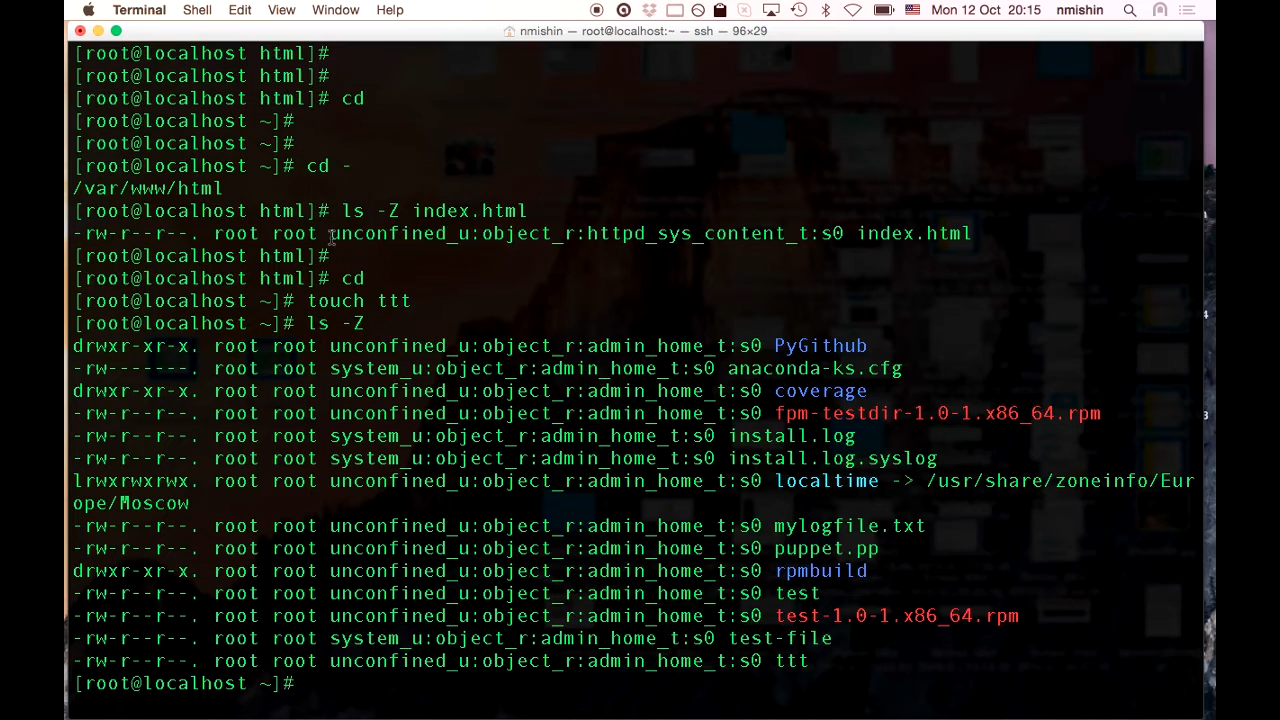 Terminal Shell Edit View Window Help Mon 12 Oct 20:15 nmishin
nmishin — root@localhost:~ — ssh — 96×29
[root@localhost html]#
[root@localhost html]#
[root@localhost html]# cd
[root@localhost ~]#
[root@localhost ~]#
[root@localhost ~]# cd -
/var/www/html
[root@localhost html]# ls -Z index.html
-rw-r--r--. root root unconfined_u:object_r:httpd_sys_content_t:s0 index.html
[root@localhost html]#
[root@localhost html]# cd
[root@localhost ~]# touch ttt
[root@localhost ~]# ls -Z
drwxr-xr-x. root root unconfined_u:object_r:admin_home_t:s0 PyGithub
-rw-------. root root system_u:object_r:admin_home_t:s0 anaconda-ks.cfg
drwxr-xr-x. root root unconfined_u:object_r:admin_home_t:s0 coverage
-rw-r--r--. root root unconfined_u:object_r:admin_home_t:s0 fpm-testdir-1.0-1.x86_64.rpm
-rw-r--r--. root root system_u:object_r:admin_home_t:s0 install.log
-rw-r--r--. root root system_u:object_r:admin_home_t:s0 install.log.syslog
lrwxrwxrwx. root root unconfined_u:object_r:admin_home_t:s0 localtime -> /usr/share/zoneinfo/Eur
ope/Moscow
-rw-r--r--. root root unconfined_u:object_r:admin_home_t:s0 mylogfile.txt
-rw-r--r--. root root unconfined_u:object_r:admin_home_t:s0 puppet.pp
drwxr-xr-x. root root unconfined_u:object_r:admin_home_t:s0 rpmbuild
-rw-r--r--. root root unconfined_u:object_r:admin_home_t:s0 test
-rw-r--r--. root root unconfined_u:object_r:admin_home_t:s0 test-1.0-1.x86_64.rpm
-rw-r--r--. root root system_u:object_r:admin_home_t:s0 test-file
-rw-r--r--. root root unconfined_u:object_r:admin_home_t:s0 ttt
[root@localhost ~]#